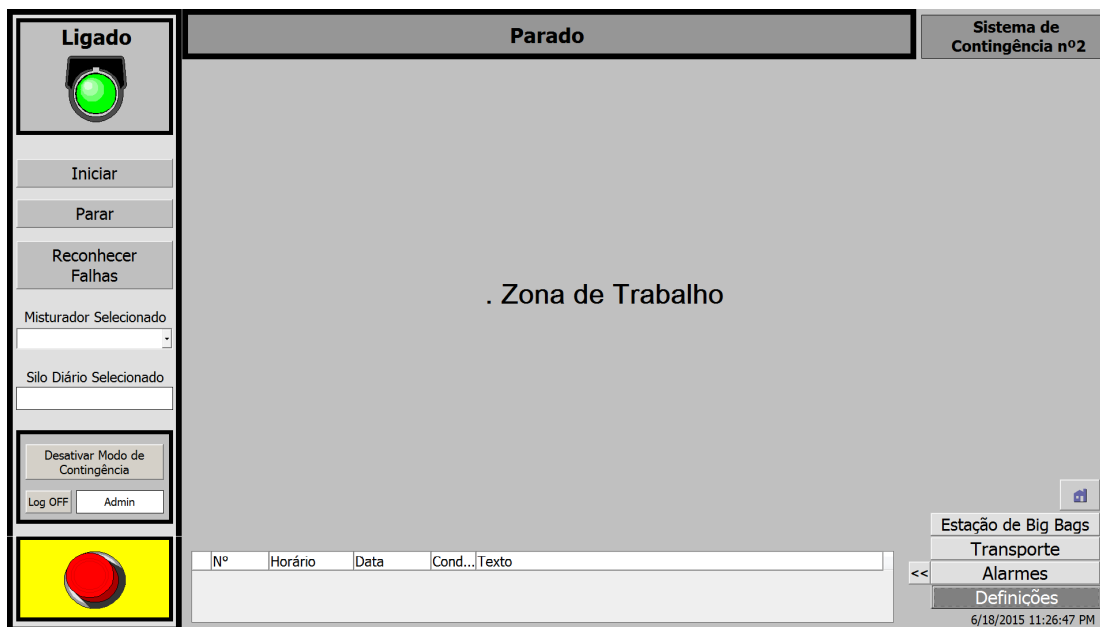 Ligado
Parado
Sistema de
Contingência nº2
Iniciar
Parar
Reconhecer
Falhas
Misturador Selecionado
Silo Diário Selecionado
. Zona de Trabalho
Desativar Modo de
Contingência
Log OFF
Admin
Nº Horário Data Cond... Texto
Estação de Big Bags
Transporte
<< Alarmes
Definições
6/18/2015 11:26:47 PM